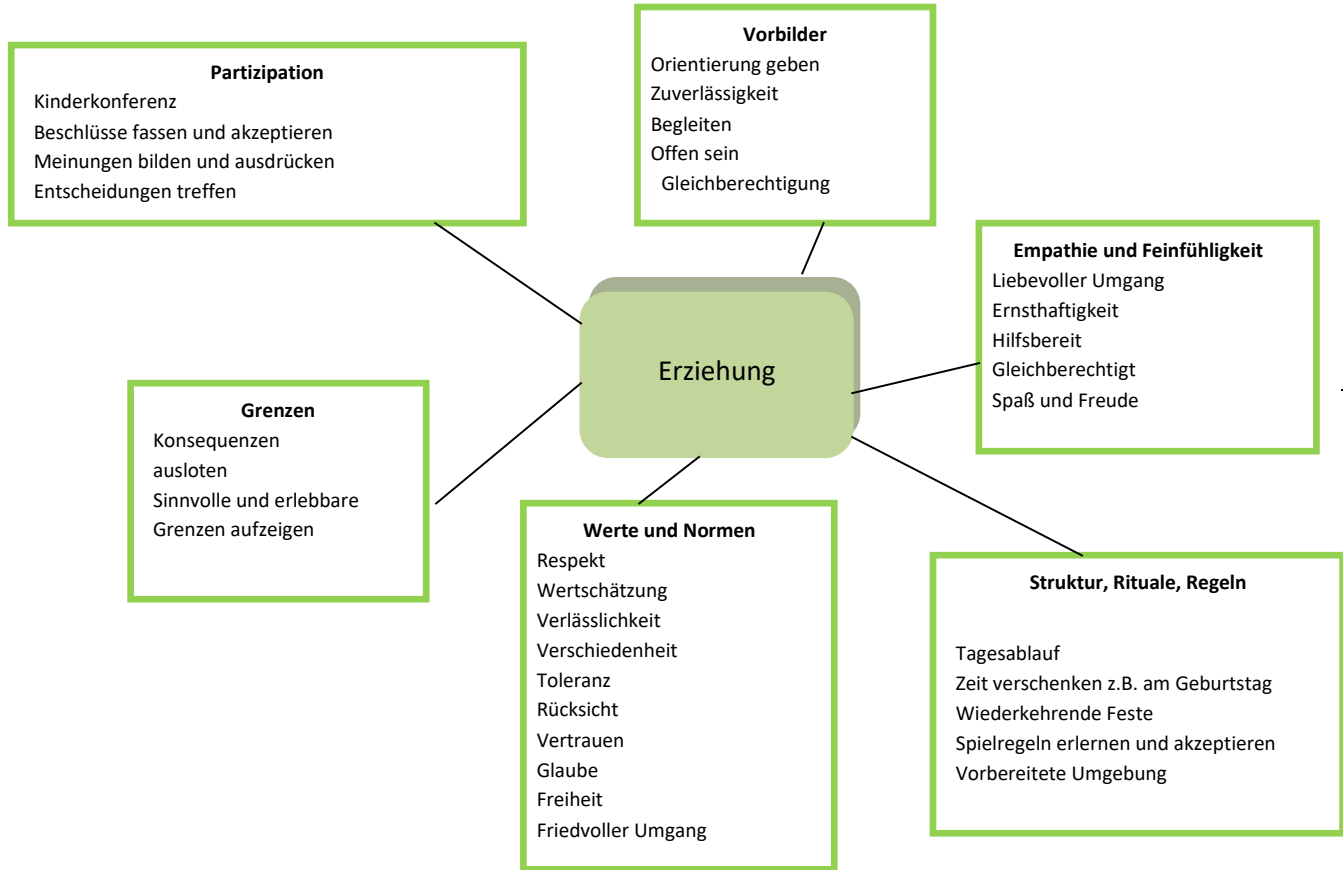 Partizipation
Kinderkonferenz
Beschlüsse fassen und akzeptieren
Meinungen bilden und ausdrücken
Entscheidungen treffen
Vorbilder
Orientierung geben
Zuverlässigkeit
Begleiten
Offen sein
Gleichberechtigung
Empathie und Feinfühligkeit
Liebevoller Umgang
Ernsthaftigkeit
Hilfsbereit
Gleichberechtigt
Spaß und Freude
Erziehung
Grenzen
Konsequenzen
ausloten
Sinnvolle und erlebbare
Grenzen aufzeigen
Werte und Normen
Respekt
Wertschätzung
Verlässlichkeit
Verschiedenheit
Toleranz
Rücksicht
Vertrauen
Glaube
Freiheit
Friedvoller Umgang
Struktur, Rituale, Regeln
Tagesablauf
Zeit verschenken z.B. am Geburtstag
Wiederkehrende Feste
Spielregeln erlernen und akzeptieren
Vorbereitete Umgebung